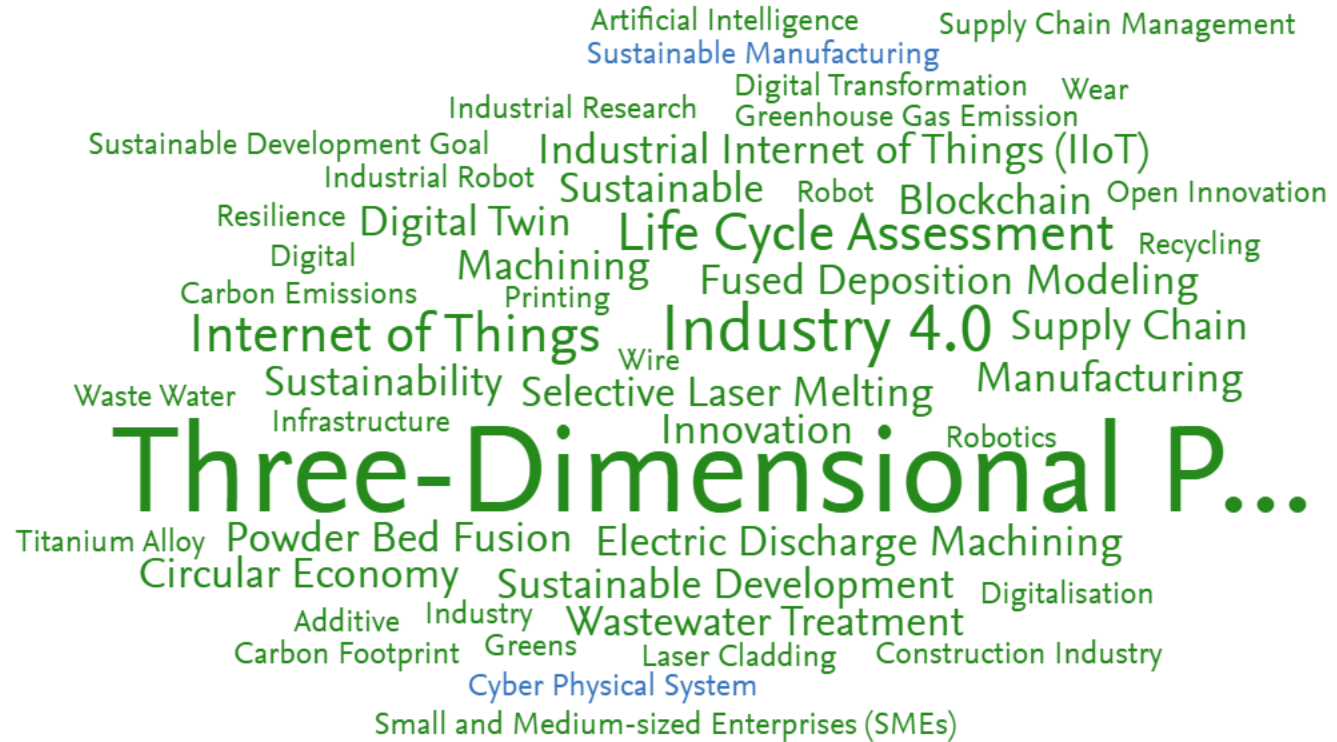 Artificial Intelligence
Supply Chain Management
Sustainable Manufacturing
Digital Transformation
Wear
Industrial Research
Greenhouse Gas Emission
Sustainable Development Goal
Industrial Internet of Things (IIoT)
Industrial Robot
Sustainable
Robot
Blockchain
Open Innovation
Resilience
Digital Twin
Life Cycle Assessment
Recycling
Digital
Machining
Fused Deposition Modeling
Carbon Emissions
Printing
Internet of Things
Industry 4.0
Supply Chain
Wire
Sustainability
Selective Laser Melting
Manufacturing
Waste Water
Infrastructure
Innovation
Robotics
Three-Dimensional P...
Titanium Alloy
Powder Bed Fusion
Electric Discharge Machining
Circular Economy
Sustainable Development
Digitalisation
Additive
Industry
Wastewater Treatment
Carbon Footprint
Greens
Laser Cladding
Construction Industry
Cyber Physical System
Small and Medium-sized Enterprises (SMEs)